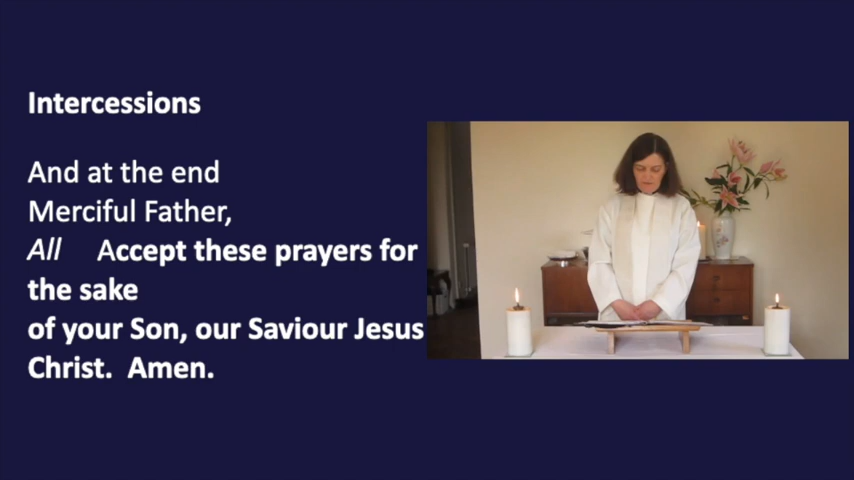 Intercessions
And at the end
Merciful Father,
All Accept these prayers for
the sake
of your Son, our Saviour Jesus
Christ. Amen.